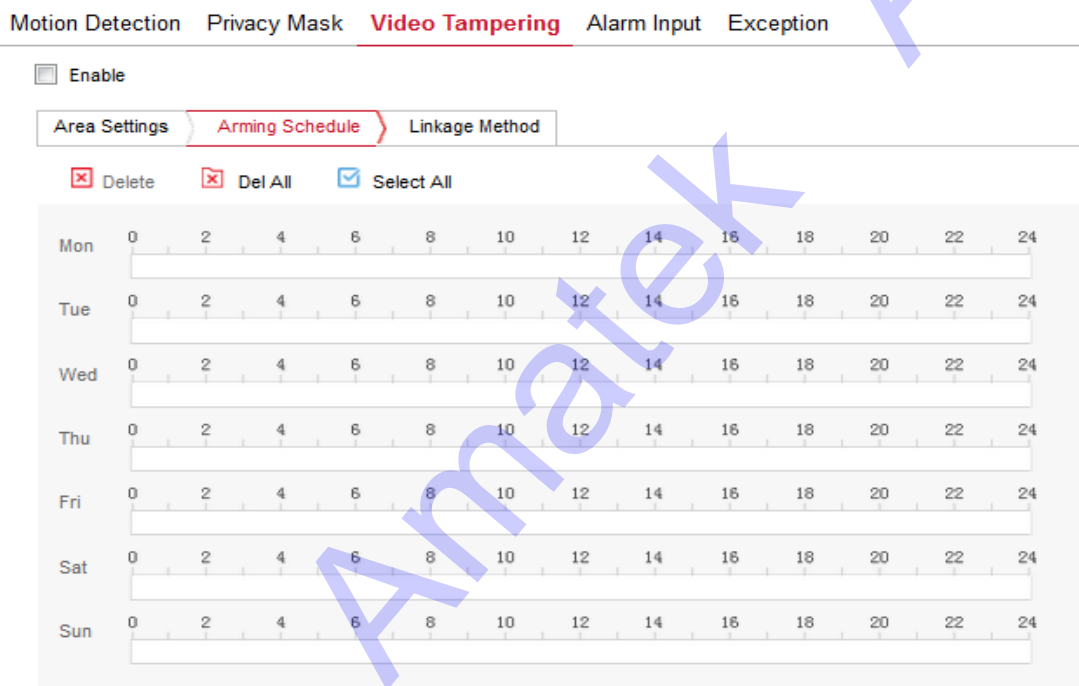 Motion Detection Privacy Mask Video Tampering Alarm Input Exception
Enable
Area Settings Arming Schedule Linkage Method
Delete Del All Select All
Mon 0 2 4 6 8 10 12 14 16 18 20 22 24
Tue 0 2 4 6 8 10 12 14 16 18 20 22 24
Wed 0 2 4 6 8 10 12 14 16 18 20 22 24
Thu 0 2 4 6 8 10 12 14 16 18 20 22 24
Fri 0 2 4 6 8 10 12 14 16 18 20 22 24
Sat 0 2 4 6 8 10 12 14 16 18 20 22 24
Sun 0 2 4 6 8 10 12 14 16 18 20 22 24
Amatek